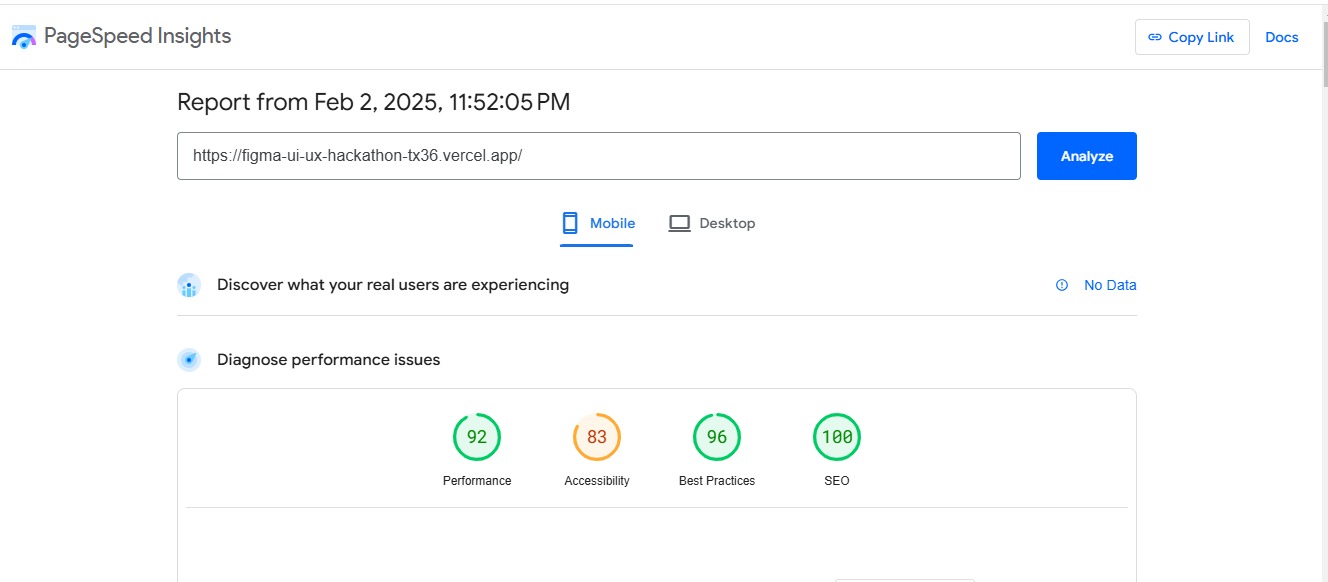 PageSpeed Insights
Copy Link
Docs
Report from Feb 2, 2025, 11:52:05 PM
https://figma-ui-ux-hackathon-tx36.vercel.app/
Analyze
Mobile
Desktop
Discover what your real users are experiencing
No Data
Diagnose performance issues
92
83
96
100
Performance
Accessibility
Best Practices
SEO